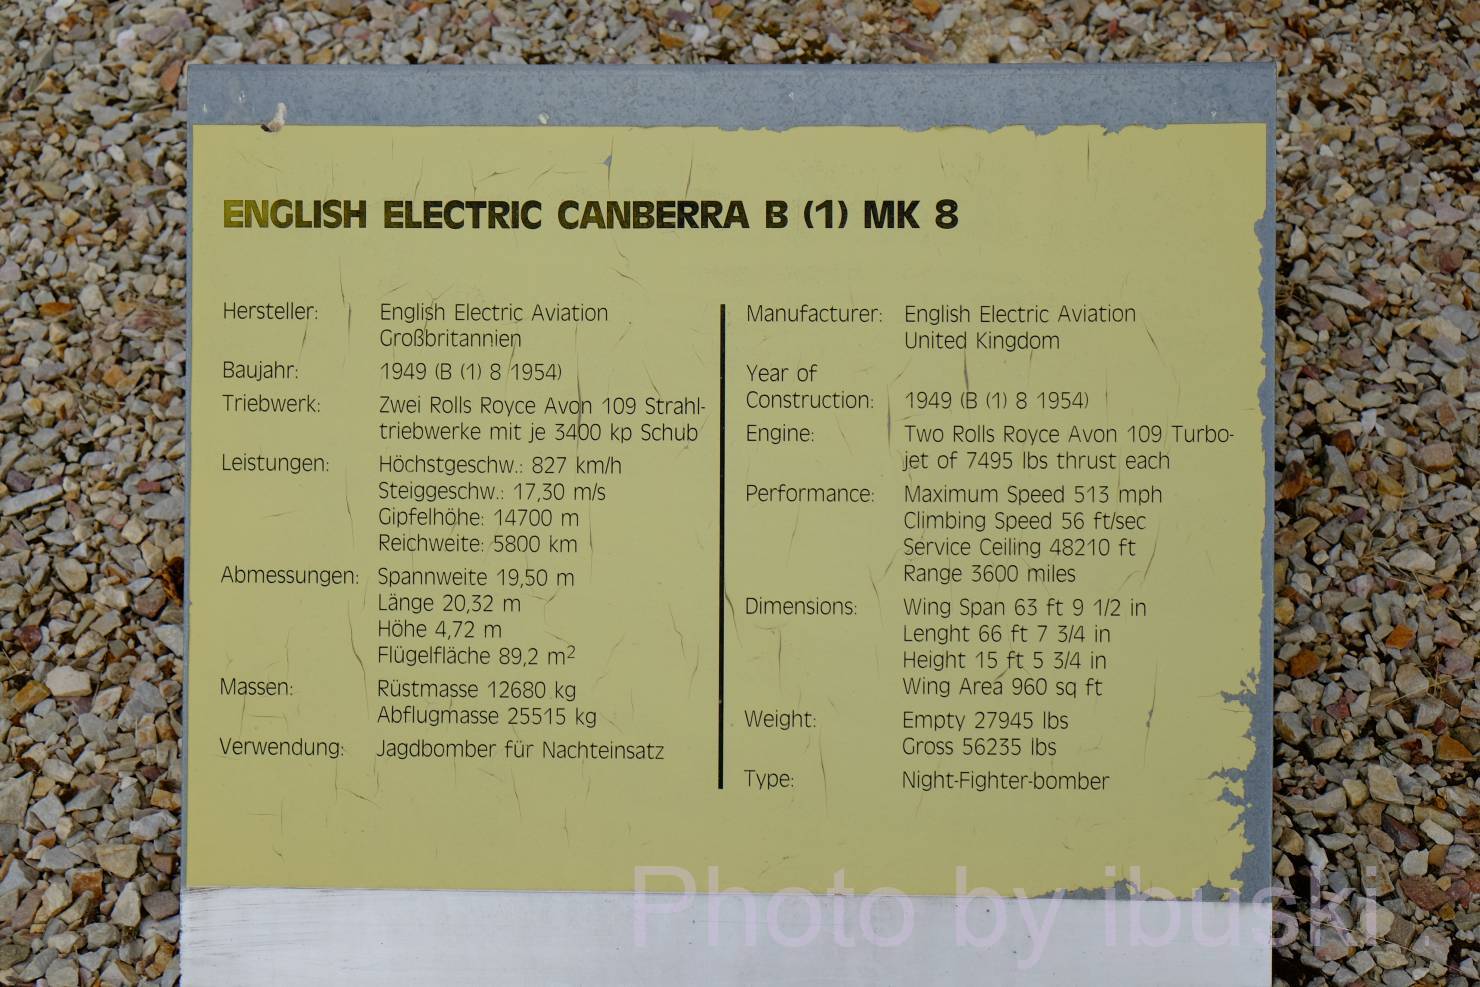 ENGLISH ELECTRIC CANBERRA B (1) MK 8
Hersteller: English Electric Aviation
Großbritannien
Baujahr: 1949 (B (1) 8 1954)
Triebwerk: Zwei Rolls Royce Avon 109 Strahl-
triebwerke mit je 3400 kp Schub
Leistungen: Höchstgeschw.: 827 km/h
Steiggeschw.: 17,30 m/s
Gipfelhöhe: 14700 m
Reichweite: 5800 km
Abmessungen: Spannweite 19,50 m
Länge 20,32 m
Höhe 4,72 m
Flügelfläche 89,2 m²
Massen: Rüstmasse 12680 kg
Abflugmasse 25515 kg
Verwendung: Jagdbomber für Nachteinsatz
Manufacturer: English Electric Aviation
United Kingdom
Year of
Construction: 1949 (B (1) 8 1954)
Engine: Two Rolls Royce Avon 109 Turbo-
jet of 7495 lbs thrust each
Performance: Maximum Speed 513 mph
Climbing Speed 56 ft/sec
Service Ceiling 48210 ft
Range 3600 miles
Dimensions: Wing Span 63 ft 9 1/2 in
Lenght 66 ft 7 3/4 in
Height 15 ft 5 3/4 in
Wing Area 960 sq ft
Weight: Empty 27945 lbs
Gross 56235 lbs
Type: Night-Fighter-bomber
Photo by ibuski